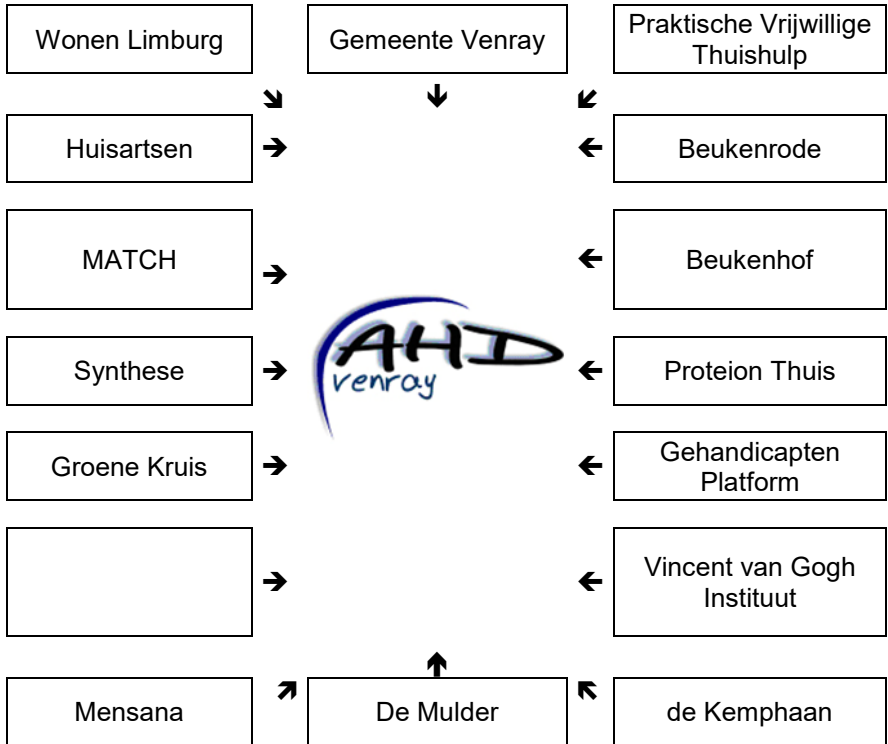 Wonen Limburg
Gemeente Venray
Praktische Vrijwillige
Thuishulp
Huisartsen
Beukenrode
MATCH
Beukenhof
AHD
venray
Synthese
Proteion Thuis
Groene Kruis
Gehandicapten
Platform
Vincent van Gogh
Instituut
Mensana
De Mulder
de Kemphaan